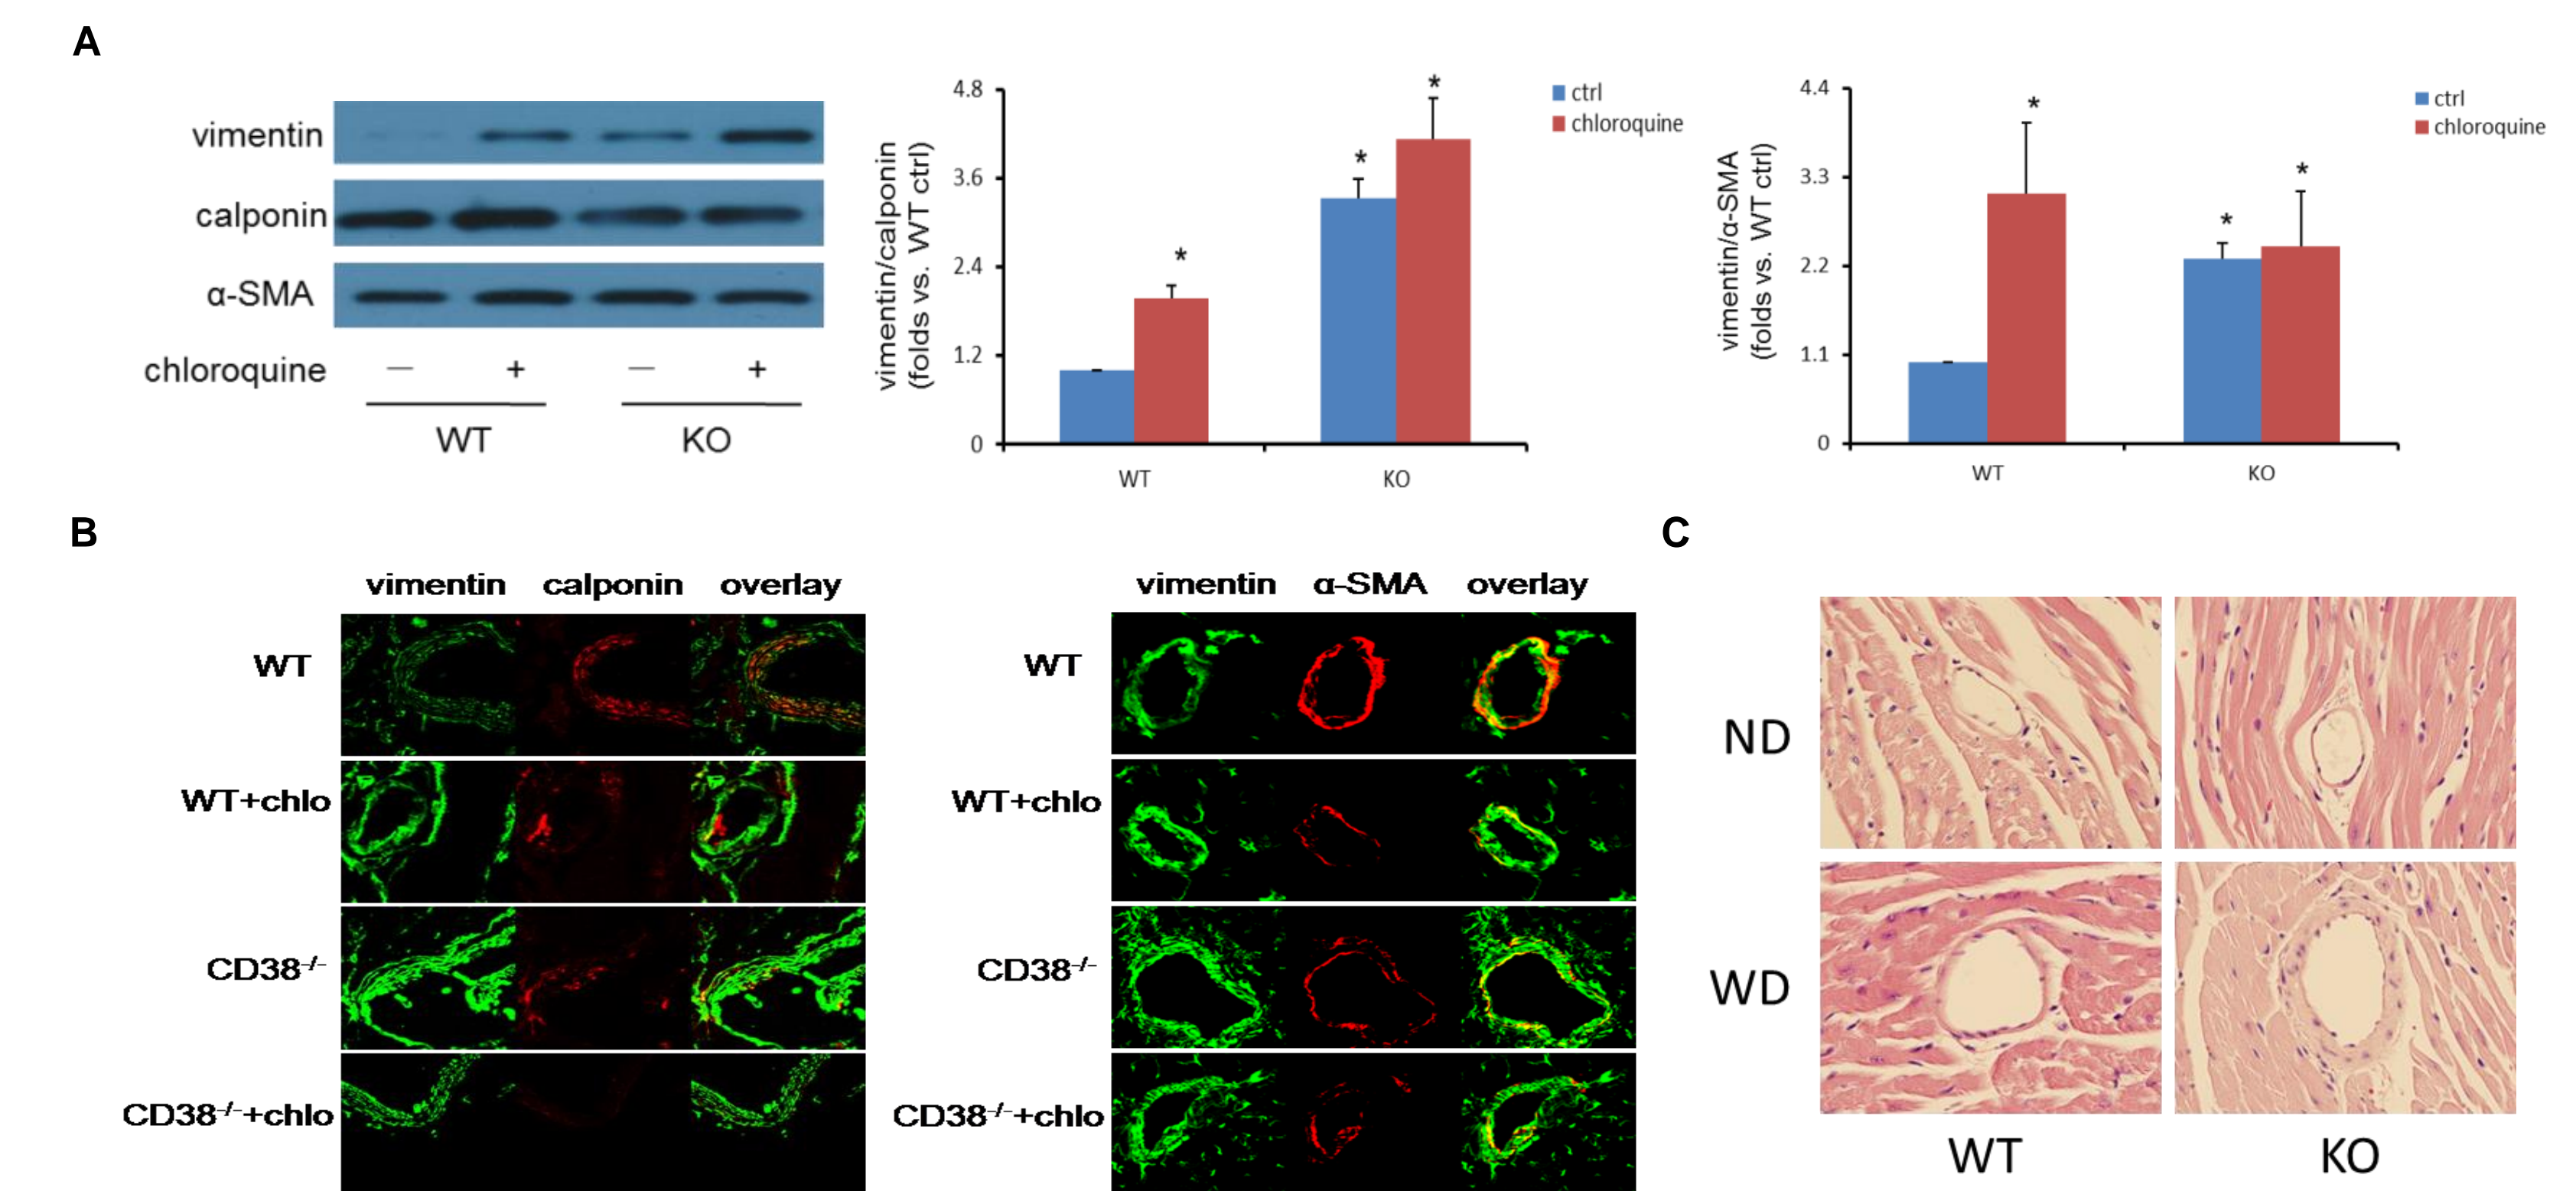 A
vimentin
calponin
α-SMA
chloroquine — + — +
WT KO
vimentin/calponin
(folds vs. WT ctrl)
4.8
3.6
2.4
1.2
0
* * *
WT KO
ctrl
chloroquine
vimentin/α-SMA
(folds vs. WT ctrl)
4.4
3.3
2.2
1.1
0
* * *
WT KO
ctrl
chloroquine
B
vimentin calponin overlay
WT
WT+chlo
CD38-/-
CD38-/-+chlo
vimentin α-SMA overlay
WT
WT+chlo
CD38-/-
CD38-/-+chlo
C
ND
WD
WT KO